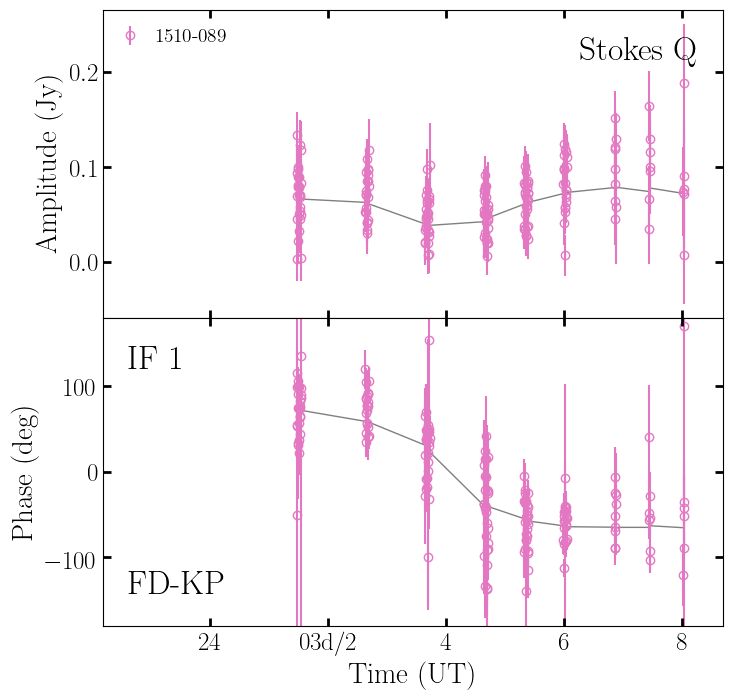 1510-089
Stokes Q
0.2
0.1
0.0
Amplitude (Jy)
IF 1
100
0
−100
Phase (deg)
FD-KP
24 03d/2 4 6 8
Time (UT)